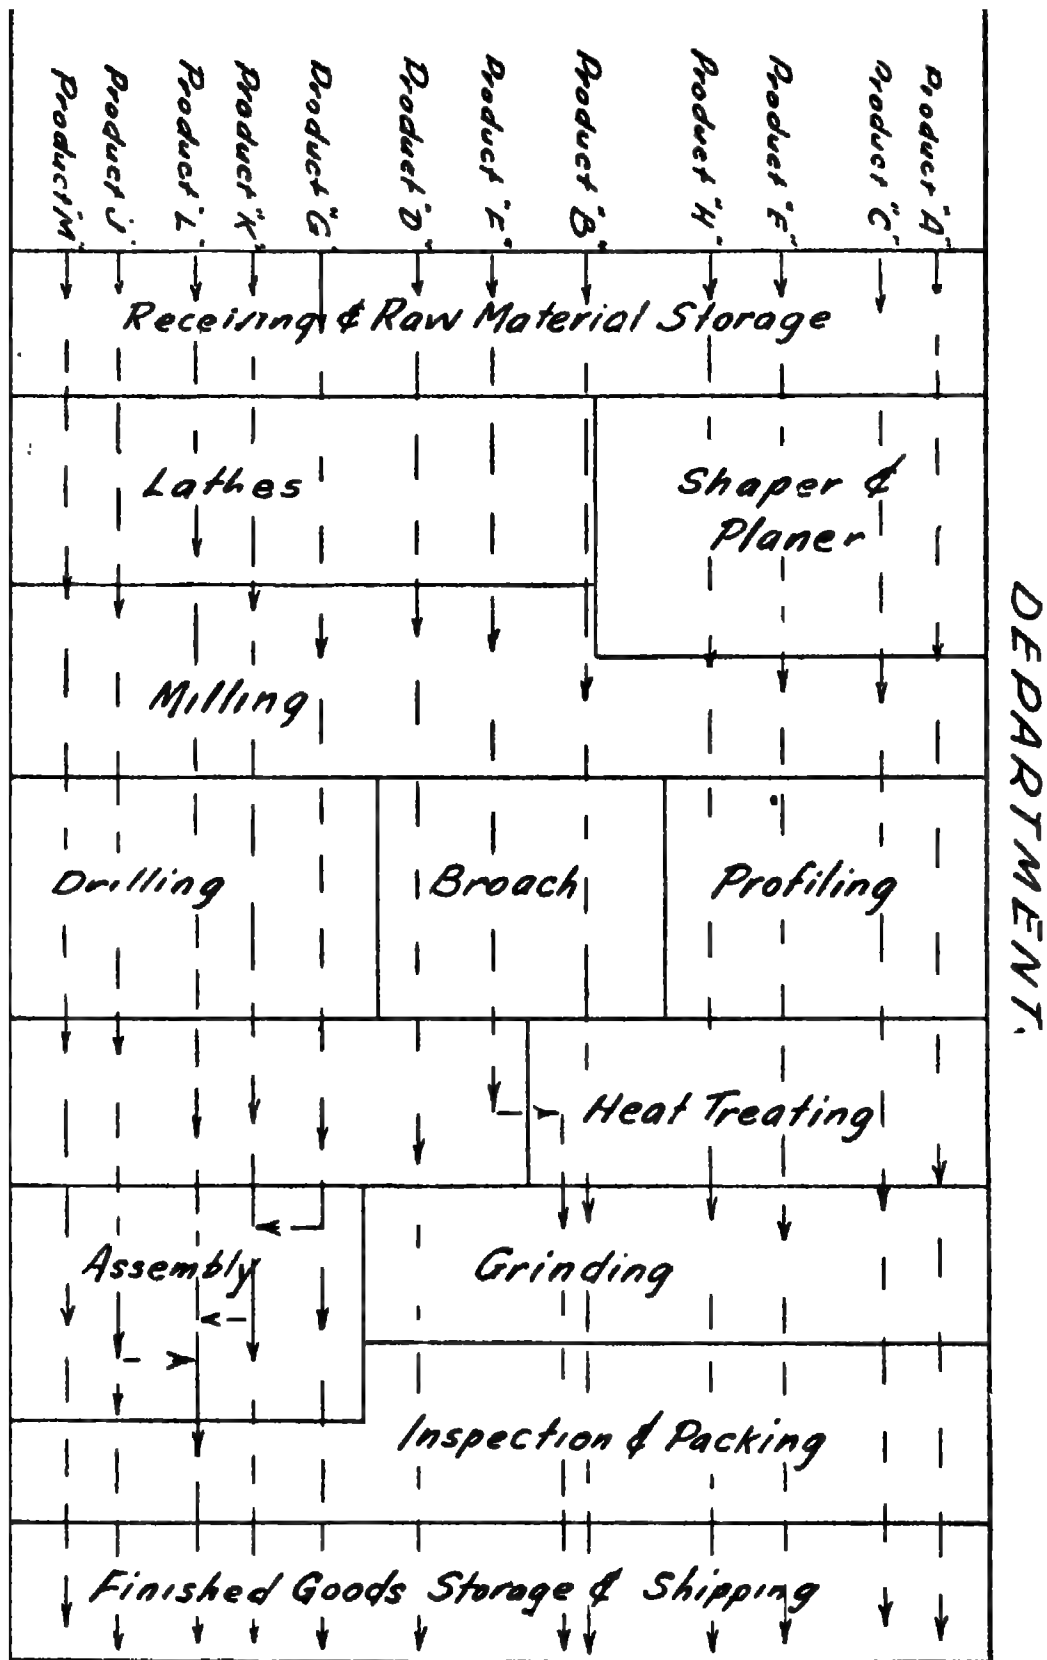 Product "M"
Product "J"
Product "L"
Product "K"
Product "G"
Product "D"
Product "F"
Product "B"
Product "H"
Product "E"
Product "C"
Product "A"
Receiving & Raw Material Storage
Lathes
Shaper &
Planer
Milling
Drilling
Broach
Profiling
Heat Treating
Assembly
Grinding
Inspection & Packing
Finished Goods Storage & Shipping
DEPARTMENT.